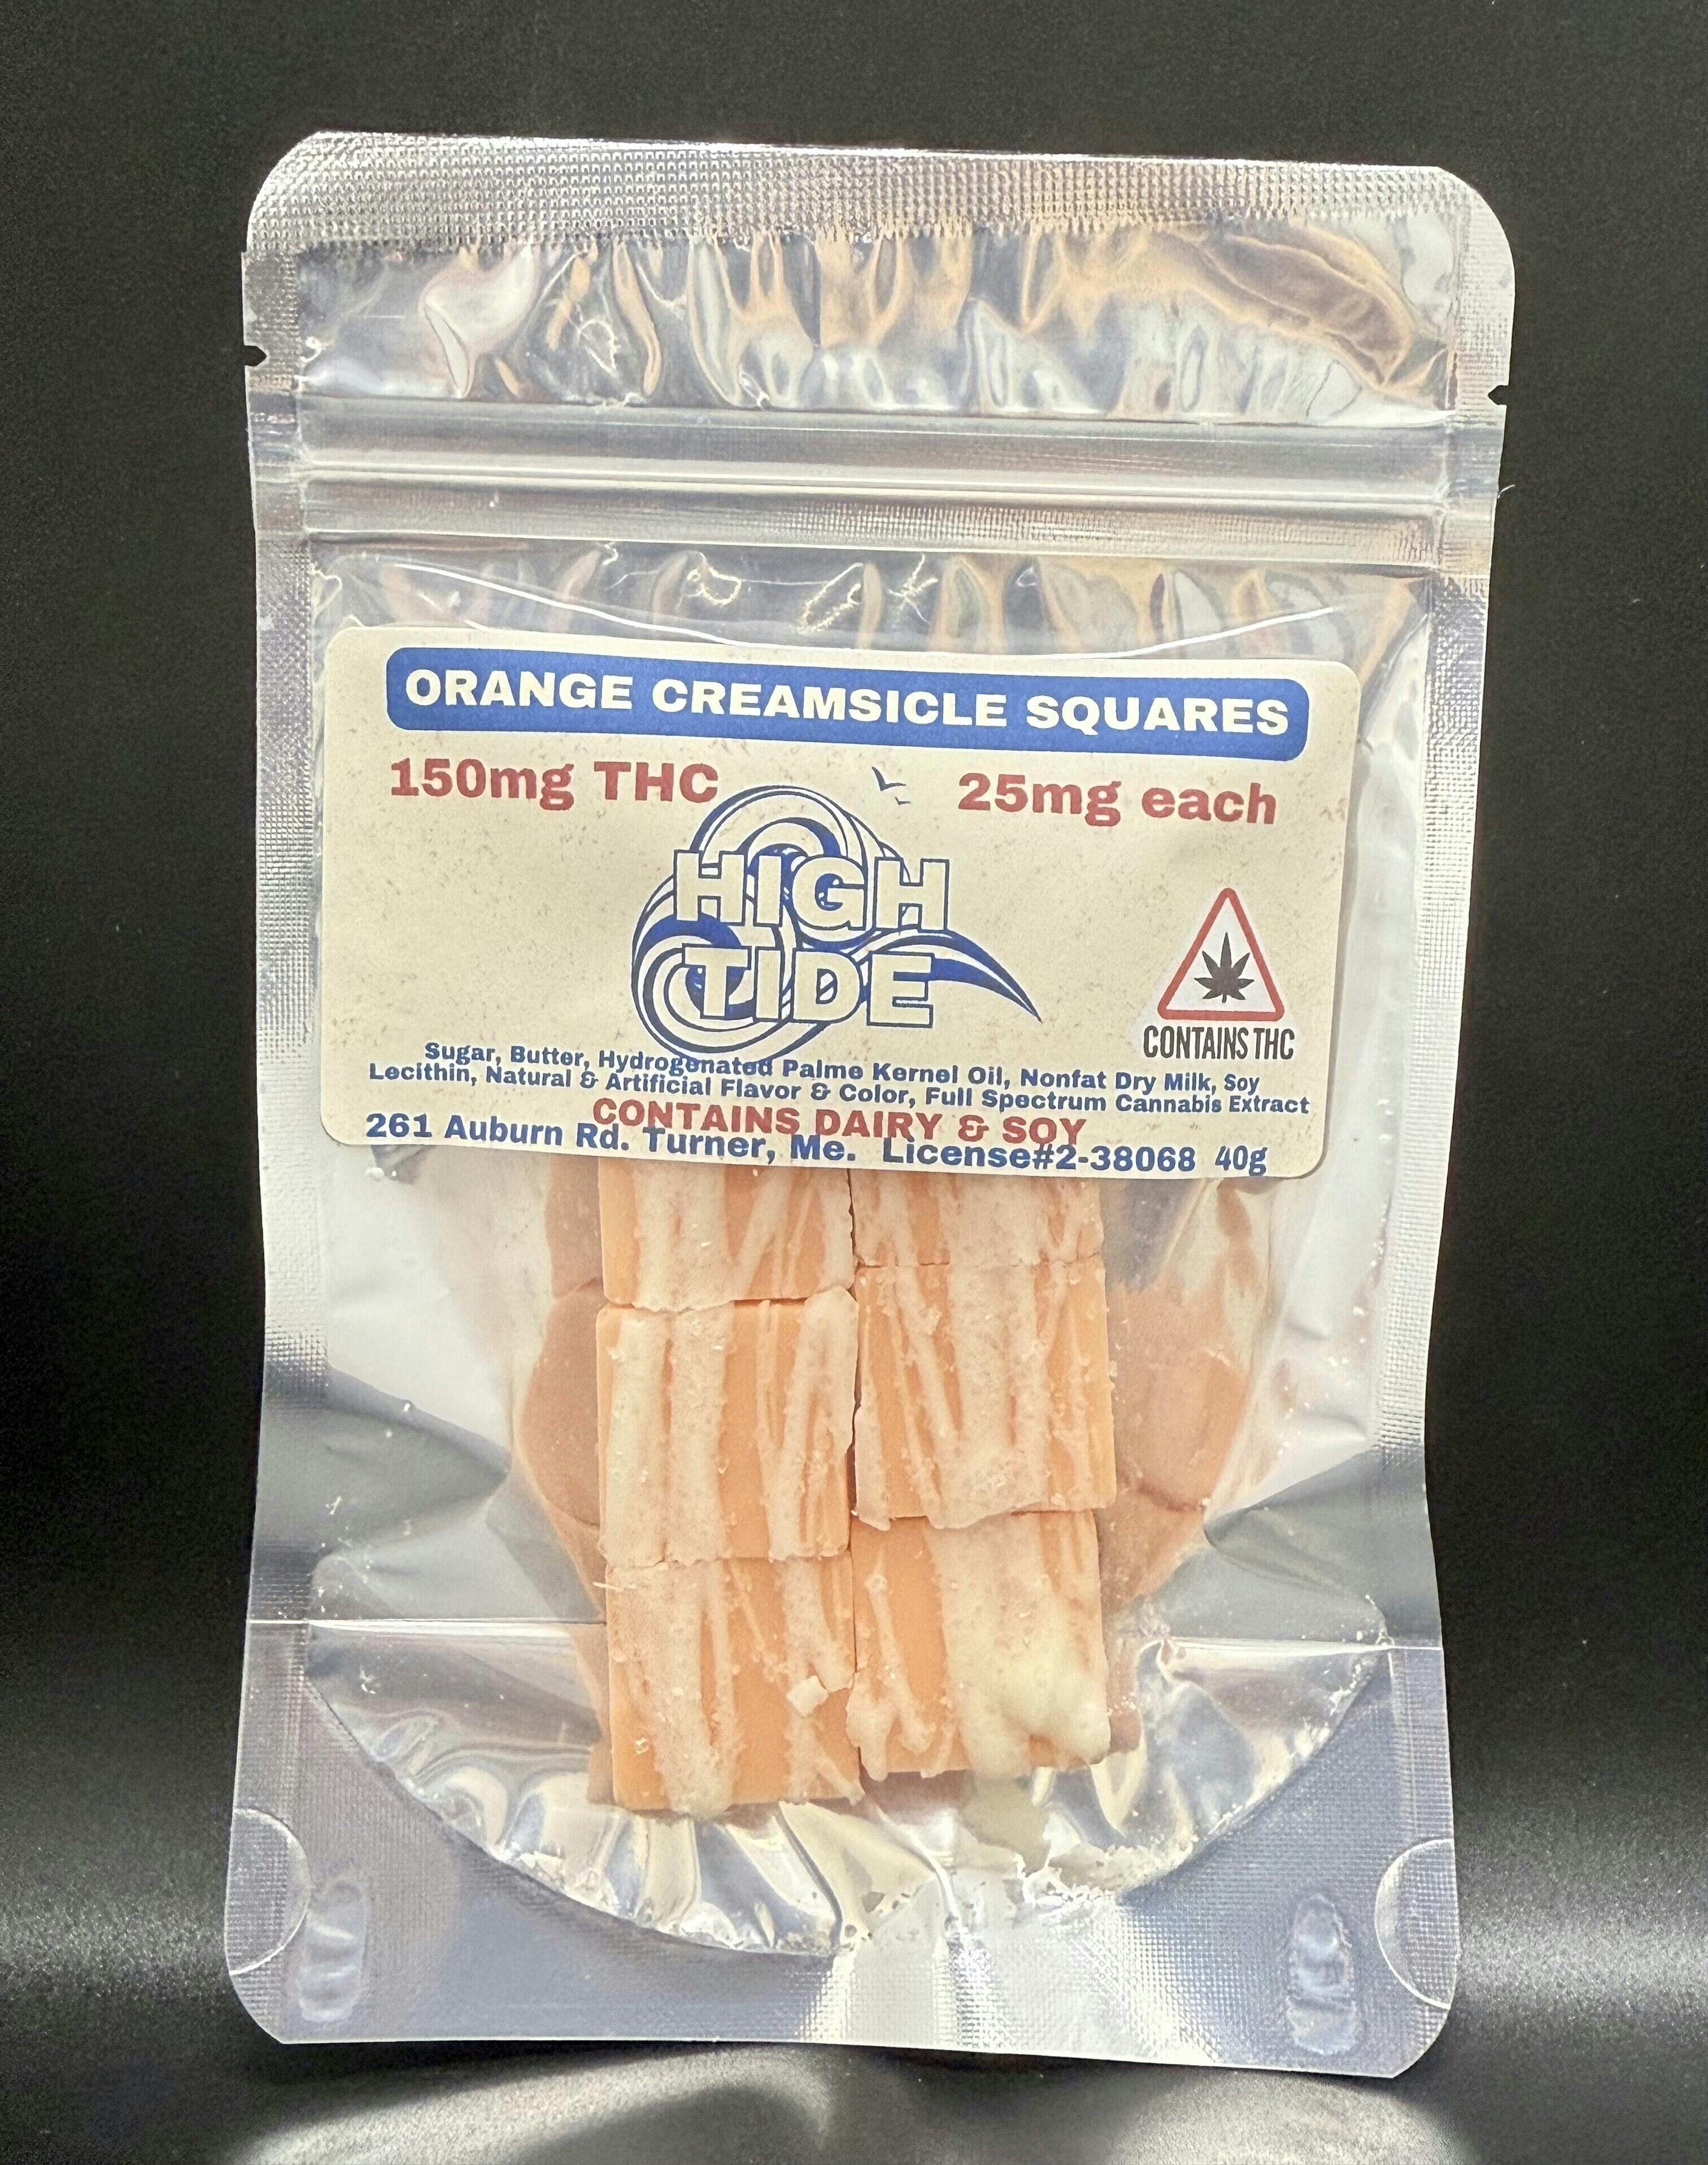 ORANGE CREAMSICLE SQUARES
150mg THC 25mg each
HIGH
TIDE
CONTAINS THC
Sugar, Butter, Hydrogenated Palme Kernel Oil, Nonfat Dry Milk, Soy
Lecithin, Natural & Artificial Flavor & Color, Full Spectrum Cannabis Extract
CONTAINS DAIRY & SOY
261 Auburn Rd. Turner, Me. License#2-38068 40g